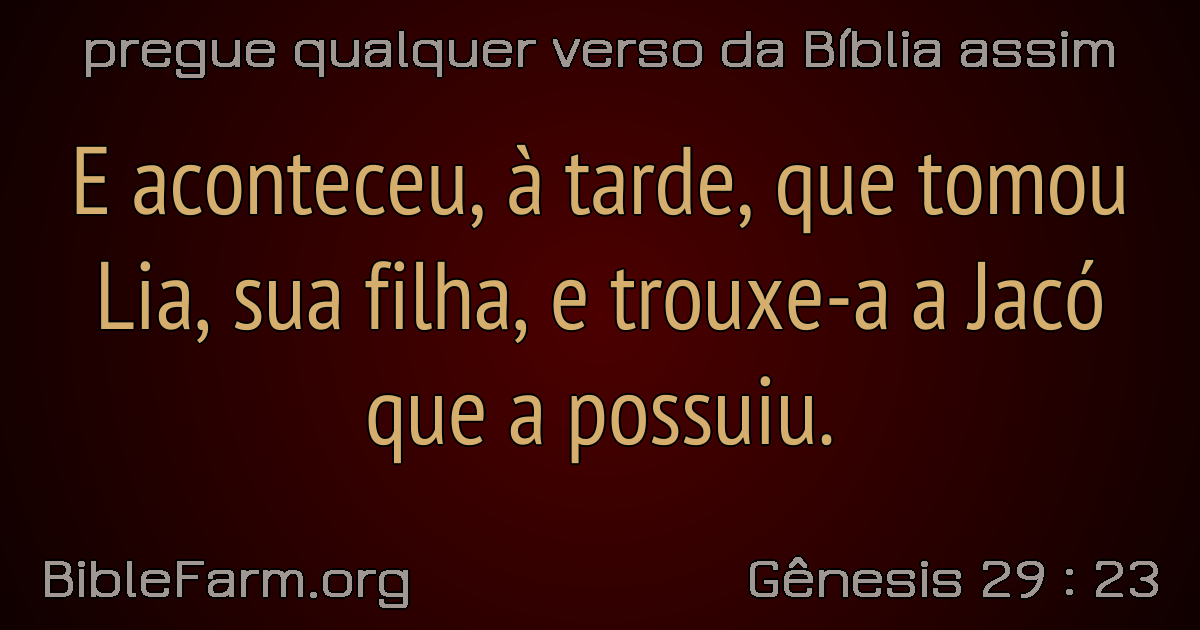 pregue qualquer verso da Bíblia assim
E aconteceu, à tarde, que tomou
Lia, sua filha, e trouxe-a a Jacó
que a possuiu.
BibleFarm.org
Gênesis 29 : 23